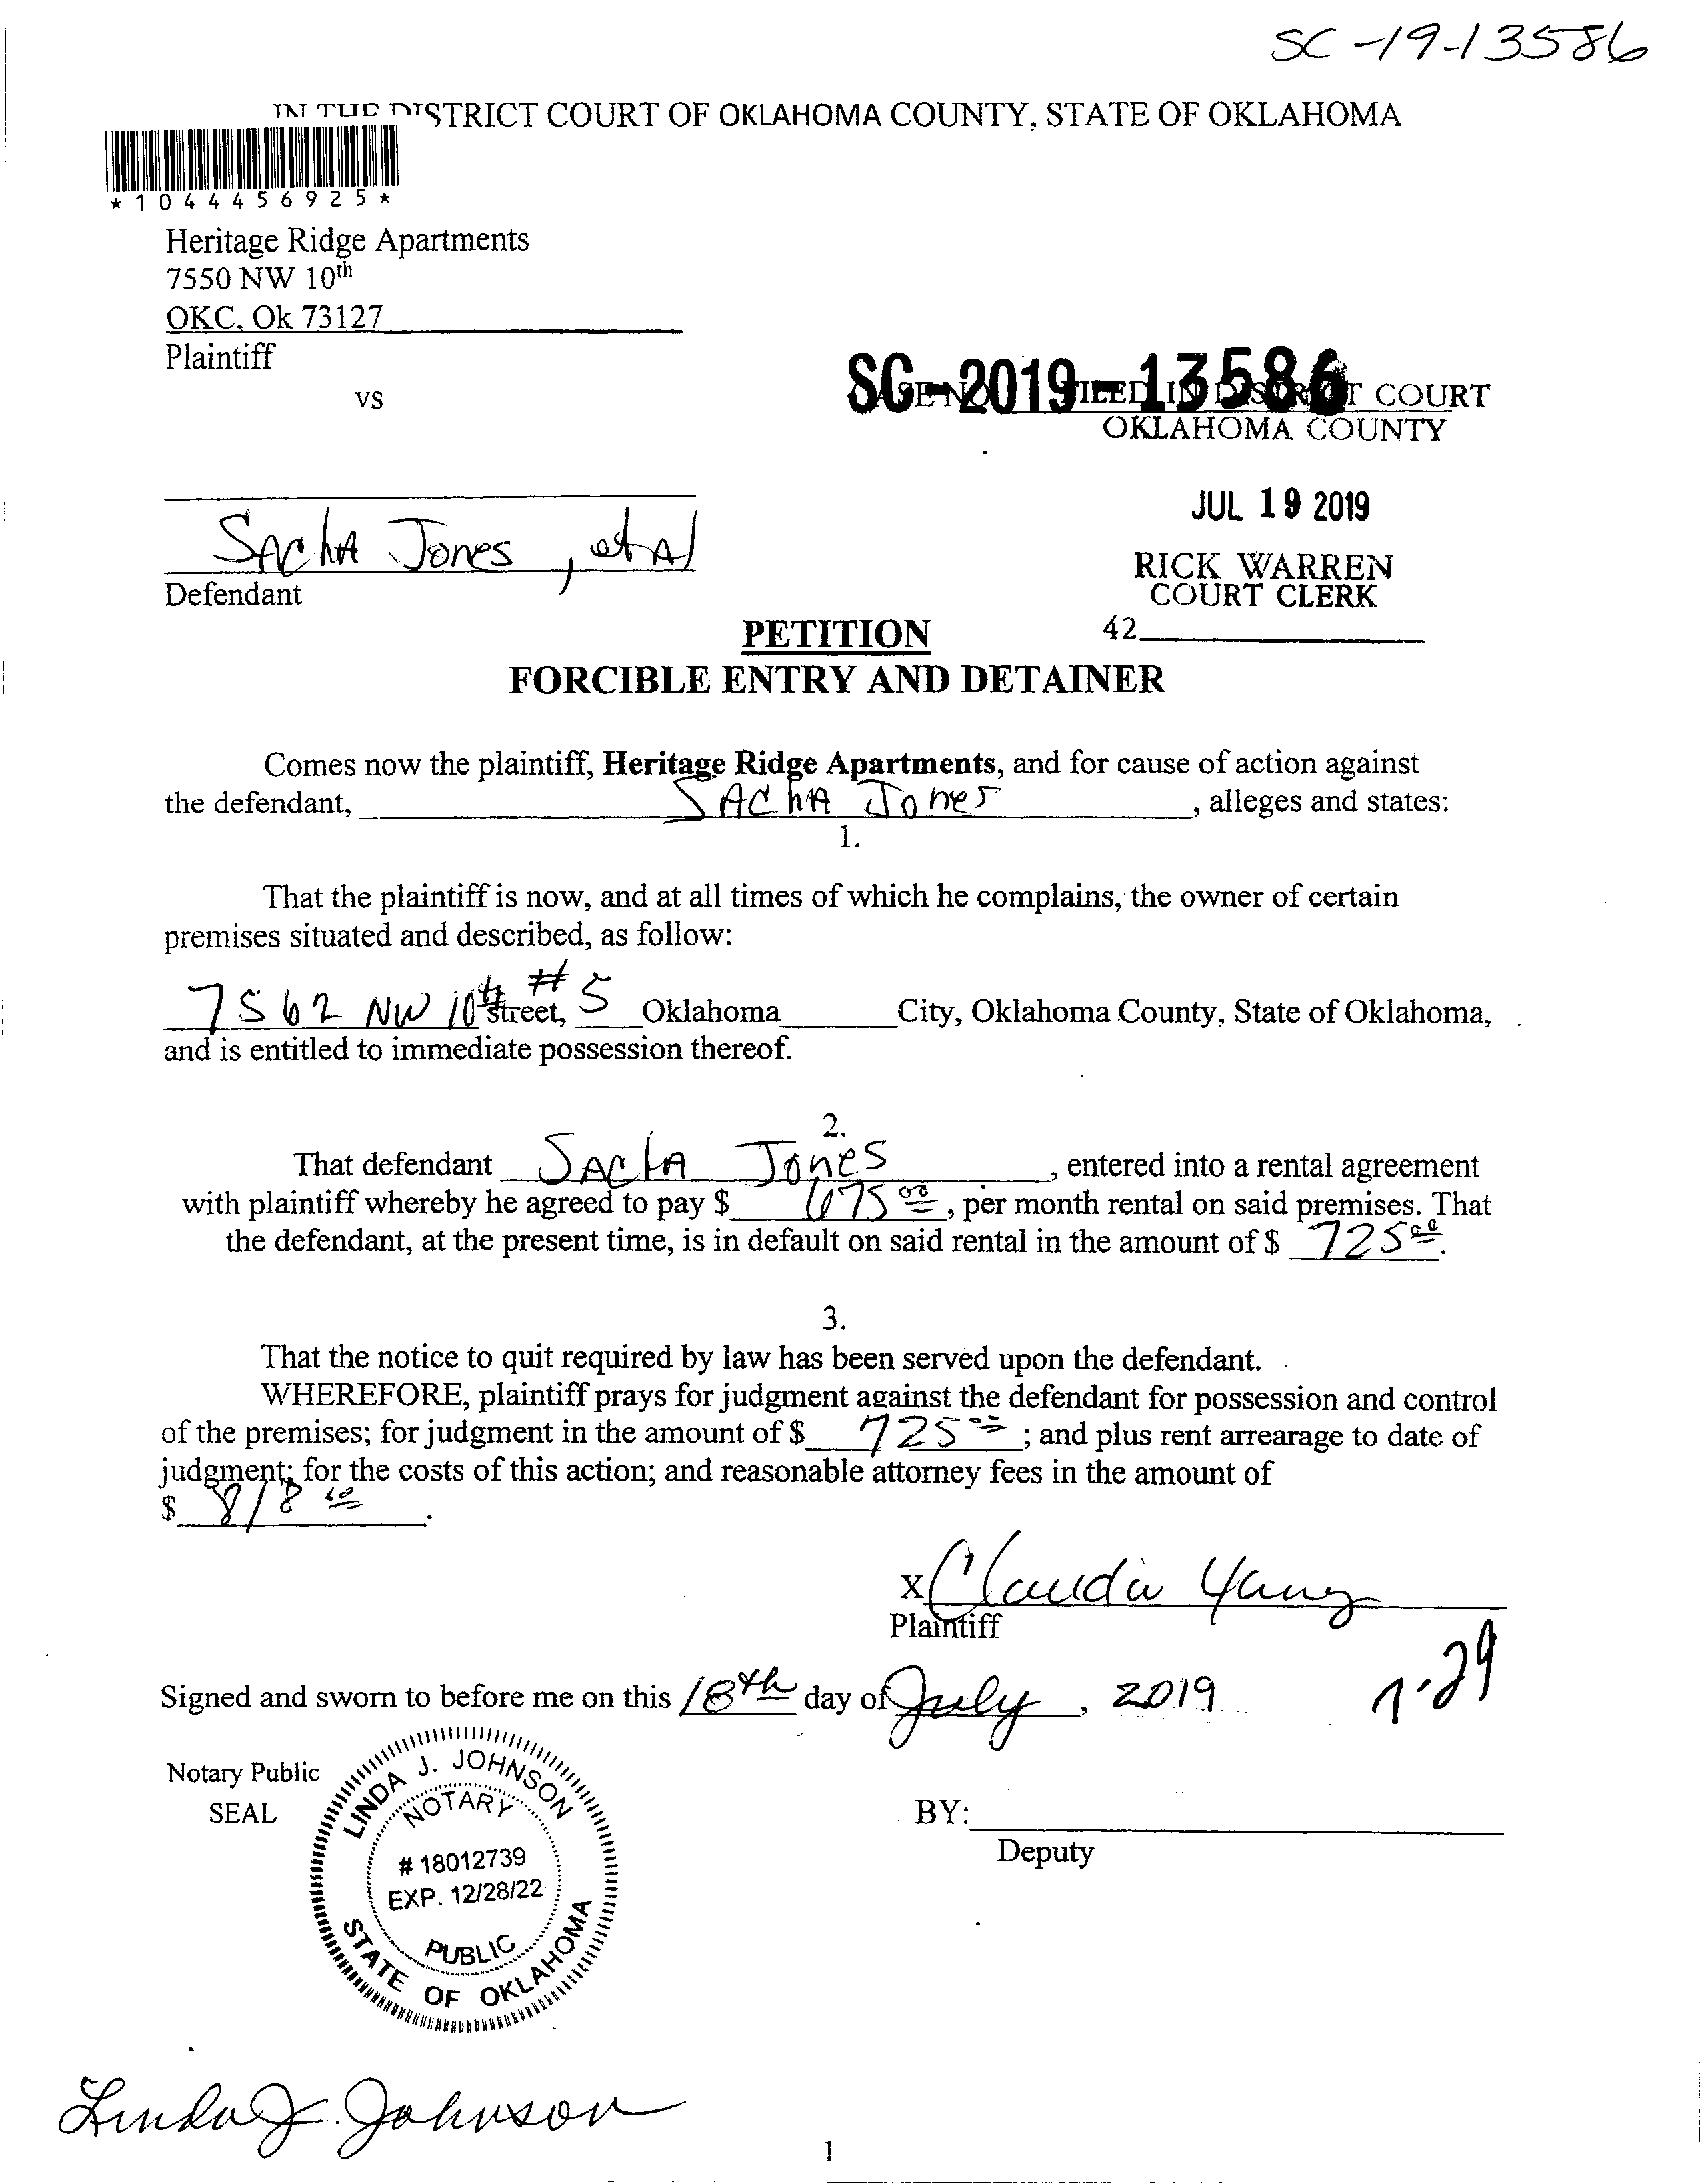 SC-19-13586
IN THE DISTRICT COURT OF OKLAHOMA COUNTY, STATE OF OKLAHOMA
*1044456925*
Heritage Ridge Apartments
7550 NW 10th
OKC, Ok 73127
Plaintiff
vs
SC-2019-13586
FILED IN DISTRICT COURT
OKLAHOMA COUNTY
JUL 19 2019
SAChA Jones, et Al
Defendant
RICK WARREN
COURT CLERK
42
PETITION
FORCIBLE ENTRY AND DETAINER
Comes now the plaintiff, Heritage Ridge Apartments, and for cause of action against
the defendant, SAChA Jones, alleges and states:
1.
That the plaintiff is now, and at all times of which he complains, the owner of certain
premises situated and described, as follow:
7562 NW 10th Street, #5 Oklahoma City, Oklahoma County, State of Oklahoma,
and is entitled to immediate possession thereof.
2.
That defendant SAChA Jones, entered into a rental agreement
with plaintiff whereby he agreed to pay $ 675 00, per month rental on said premises. That
the defendant, at the present time, is in default on said rental in the amount of $ 725 00.
3.
That the notice to quit required by law has been served upon the defendant.
WHEREFORE, plaintiff prays for judgment against the defendant for possession and control
of the premises; for judgment in the amount of $ 725 00; and plus rent arrearage to date of
judgment; for the costs of this action; and reasonable attorney fees in the amount of
$ 818.
x Claudia Yanz
Plaintiff
Signed and sworn to before me on this 18th day of July, 2019
7-29
Notary Public
SEAL
LINDA J. JOHNSON
NOTARY
# 18012739
EXP. 12/28/22
PUBLIC
STATE OF OKLAHOMA
BY:
Deputy
Linda J. Johnson
1